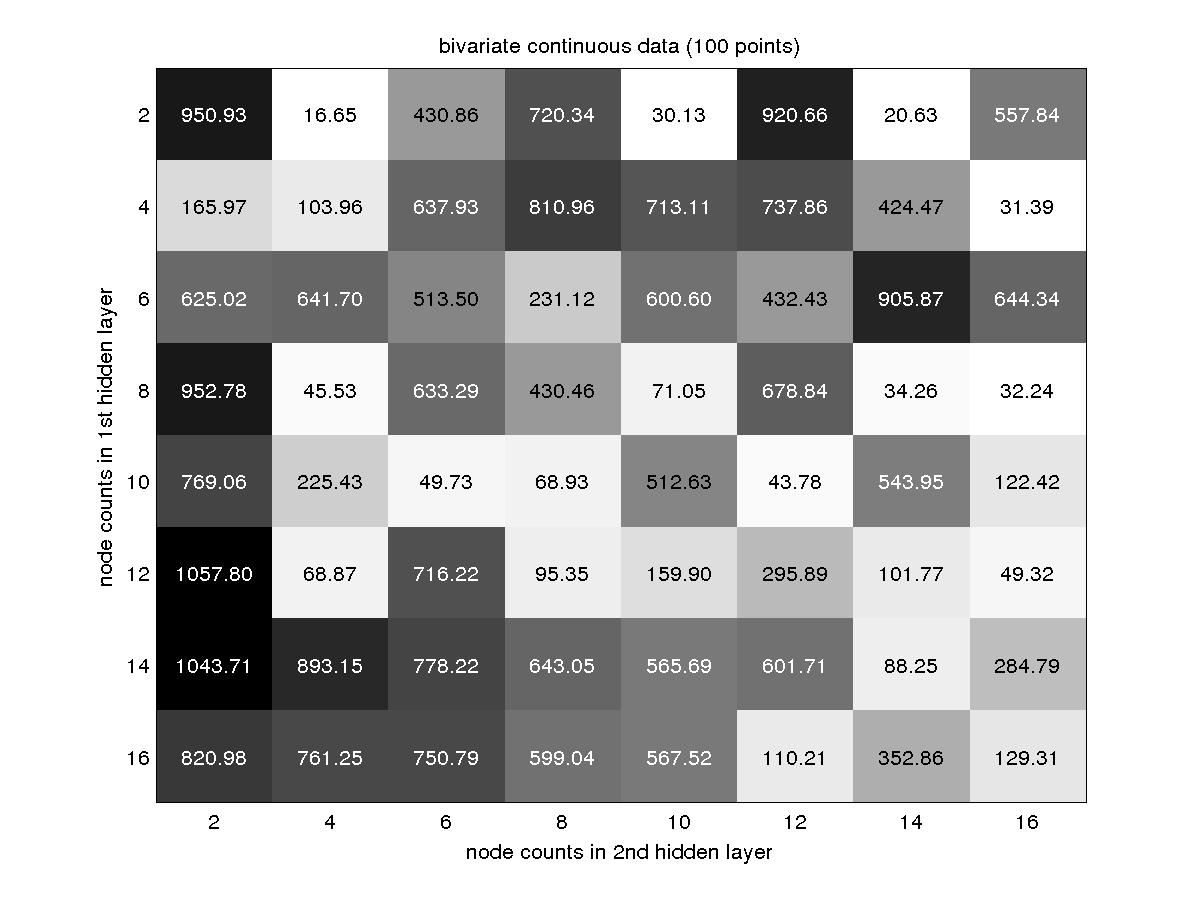 bivariate continuous data (100 points)
2 950.93 16.65 430.86 720.34 30.13 920.66 20.63 557.84
4 165.97 103.96 637.93 810.96 713.11 737.86 424.47 31.39
6 625.02 641.70 513.50 231.12 600.60 432.43 905.87 644.34
8 952.78 45.53 633.29 430.46 71.05 678.84 34.26 32.24
10 769.06 225.43 49.73 68.93 512.63 43.78 543.95 122.42
12 1057.80 68.87 716.22 95.35 159.90 295.89 101.77 49.32
14 1043.71 893.15 778.22 643.05 565.69 601.71 88.25 284.79
16 820.98 761.25 750.79 599.04 567.52 110.21 352.86 129.31
2 4 6 8 10 12 14 16
node counts in 2nd hidden layer
node counts in 1st hidden layer